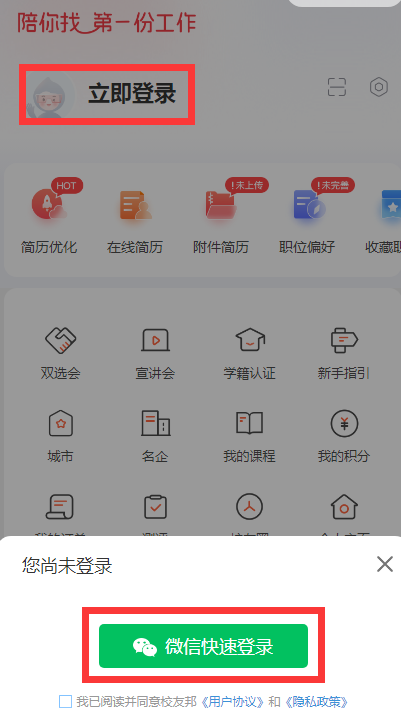 陪你找第一份工作
立即登录
HOT
!未上传
!未完善
简历优化 在线简历 附件简历 职位偏好 收藏职
双选会 宣讲会 学籍认证 新手指引
城市 名企 我的课程 我的积分
您尚未登录
微信快速登录
我已阅读并同意校友邦《用户协议》和《隐私政策》